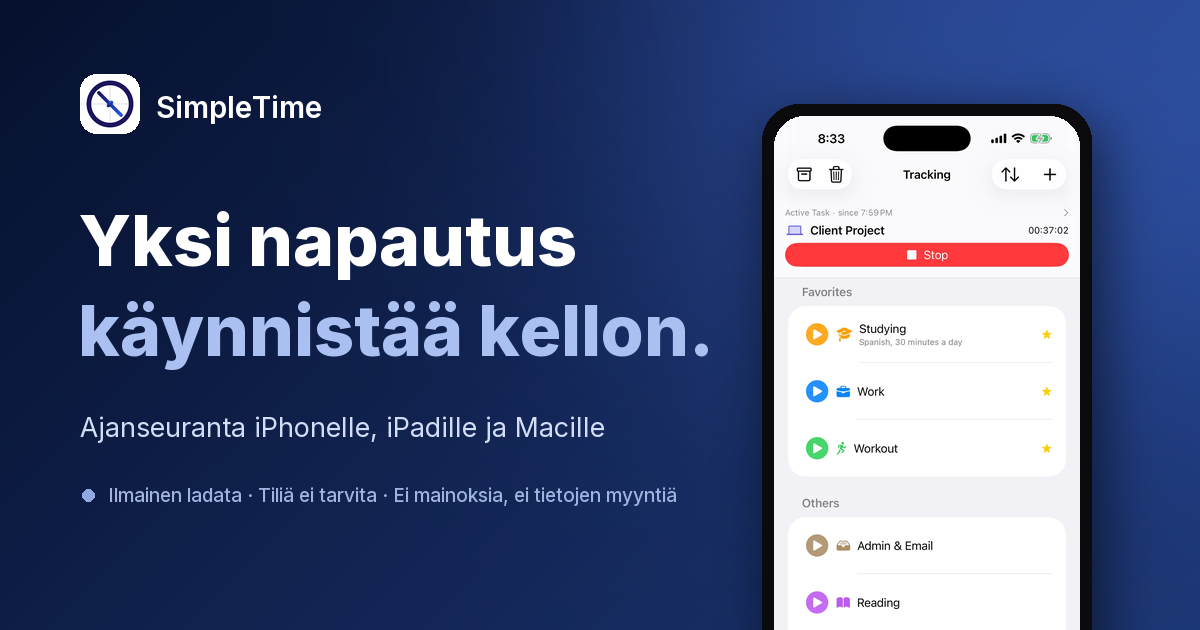 SimpleTime
Yksi napautus
käynnistää kellon.
Ajanseuranta iPhonelle, iPadille ja Macille
Ilmainen ladata · Tiliä ei tarvita · Ei mainoksia, ei tietojen myyntiä
8:33
Tracking
Active Task · since 7:59 PM
Client Project 00:37:02
Stop
Favorites
Studying
Spanish, 30 minutes a day
Work
Workout
Others
Admin & Email
Reading